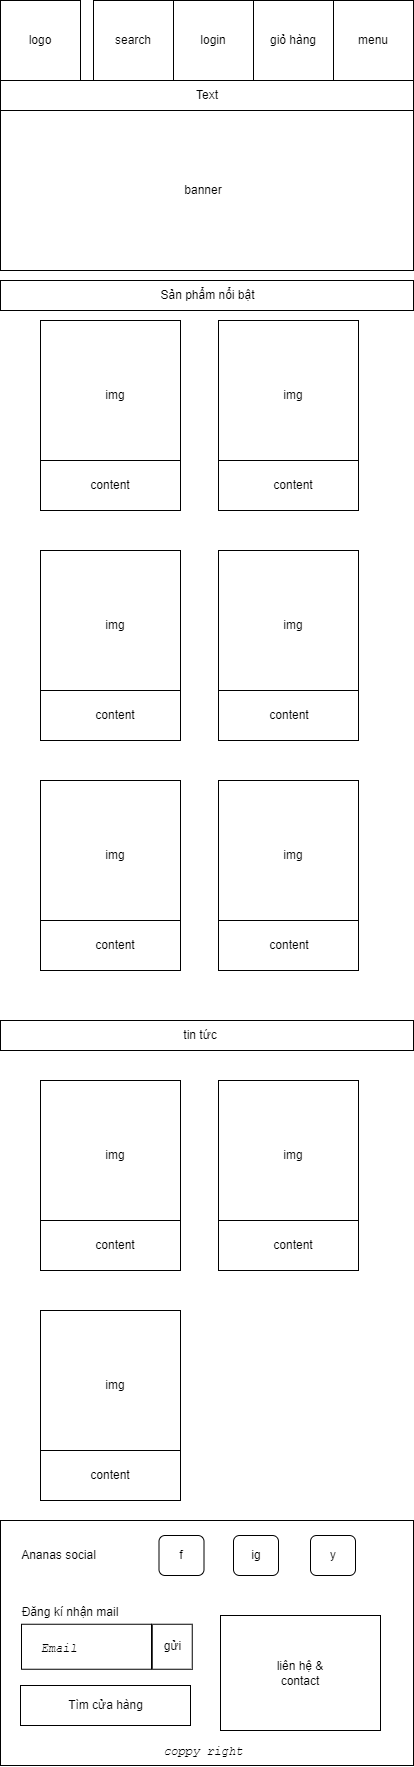 logo
search
login
giỏ hàng
menu
Text
banner
Sản phẩm nổi bật
img
img
content
content
img
img
content
content
img
img
content
content
tin tức
img
img
content
content
img
content
Ananas social
f
ig
y
Đăng kí nhận mail
Email
gửi
liên hệ &
contact
Tìm cửa hàng
coppy right